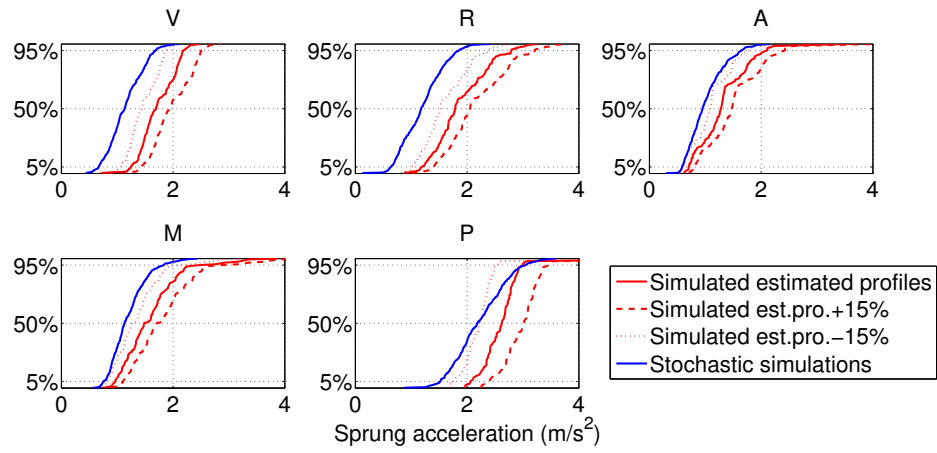 V R A
95% 95% 95%
50% 50% 50%
5% 5% 5%
0 2 4 0 2 4 0 2 4
M P
95% 95%
50% 50%
5% 5%
0 2 4 0 2 4
Simulated estimated profiles
Simulated est.pro.+15%
Simulated est.pro.−15%
Stochastic simulations
Sprung acceleration (m/s²)